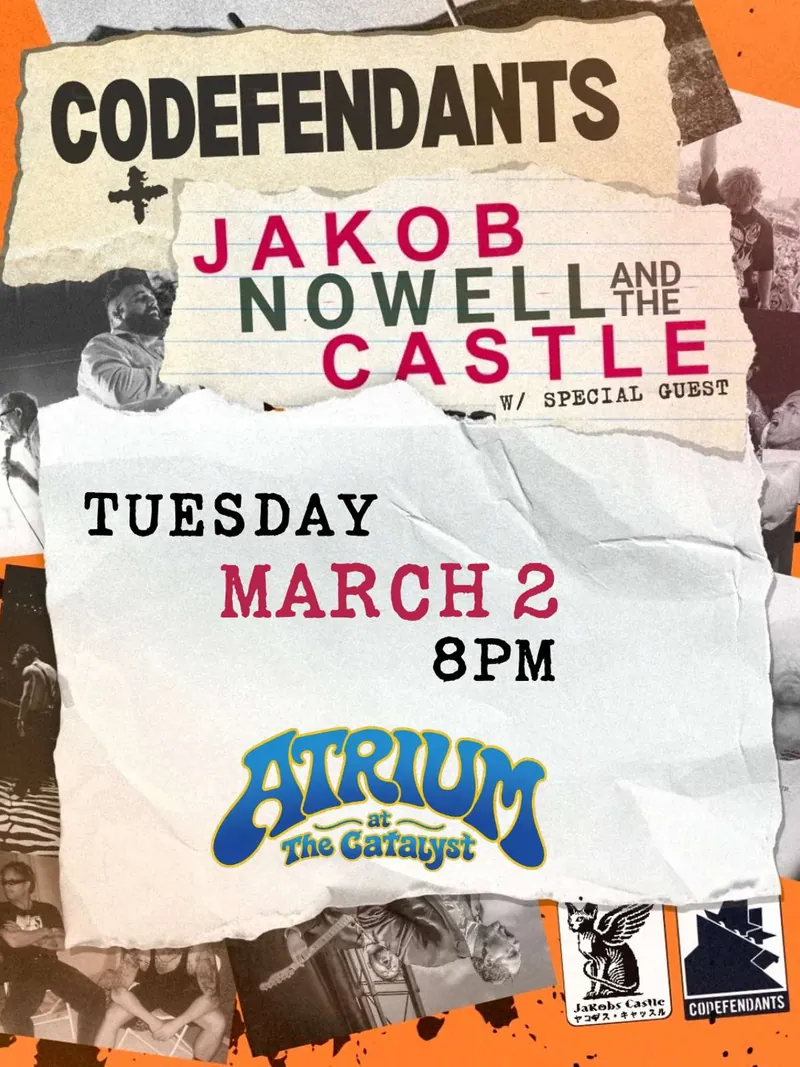 CODEFENDANTS
+
JAKOB
NOWELL AND THE
CASTLE
W/ SPECIAL GUEST
TUESDAY
MARCH 2
8PM
ATRIUM
at
The Catalyst
Jakobs Castle
ヤコブス・キャッスル
CODEFENDANTS